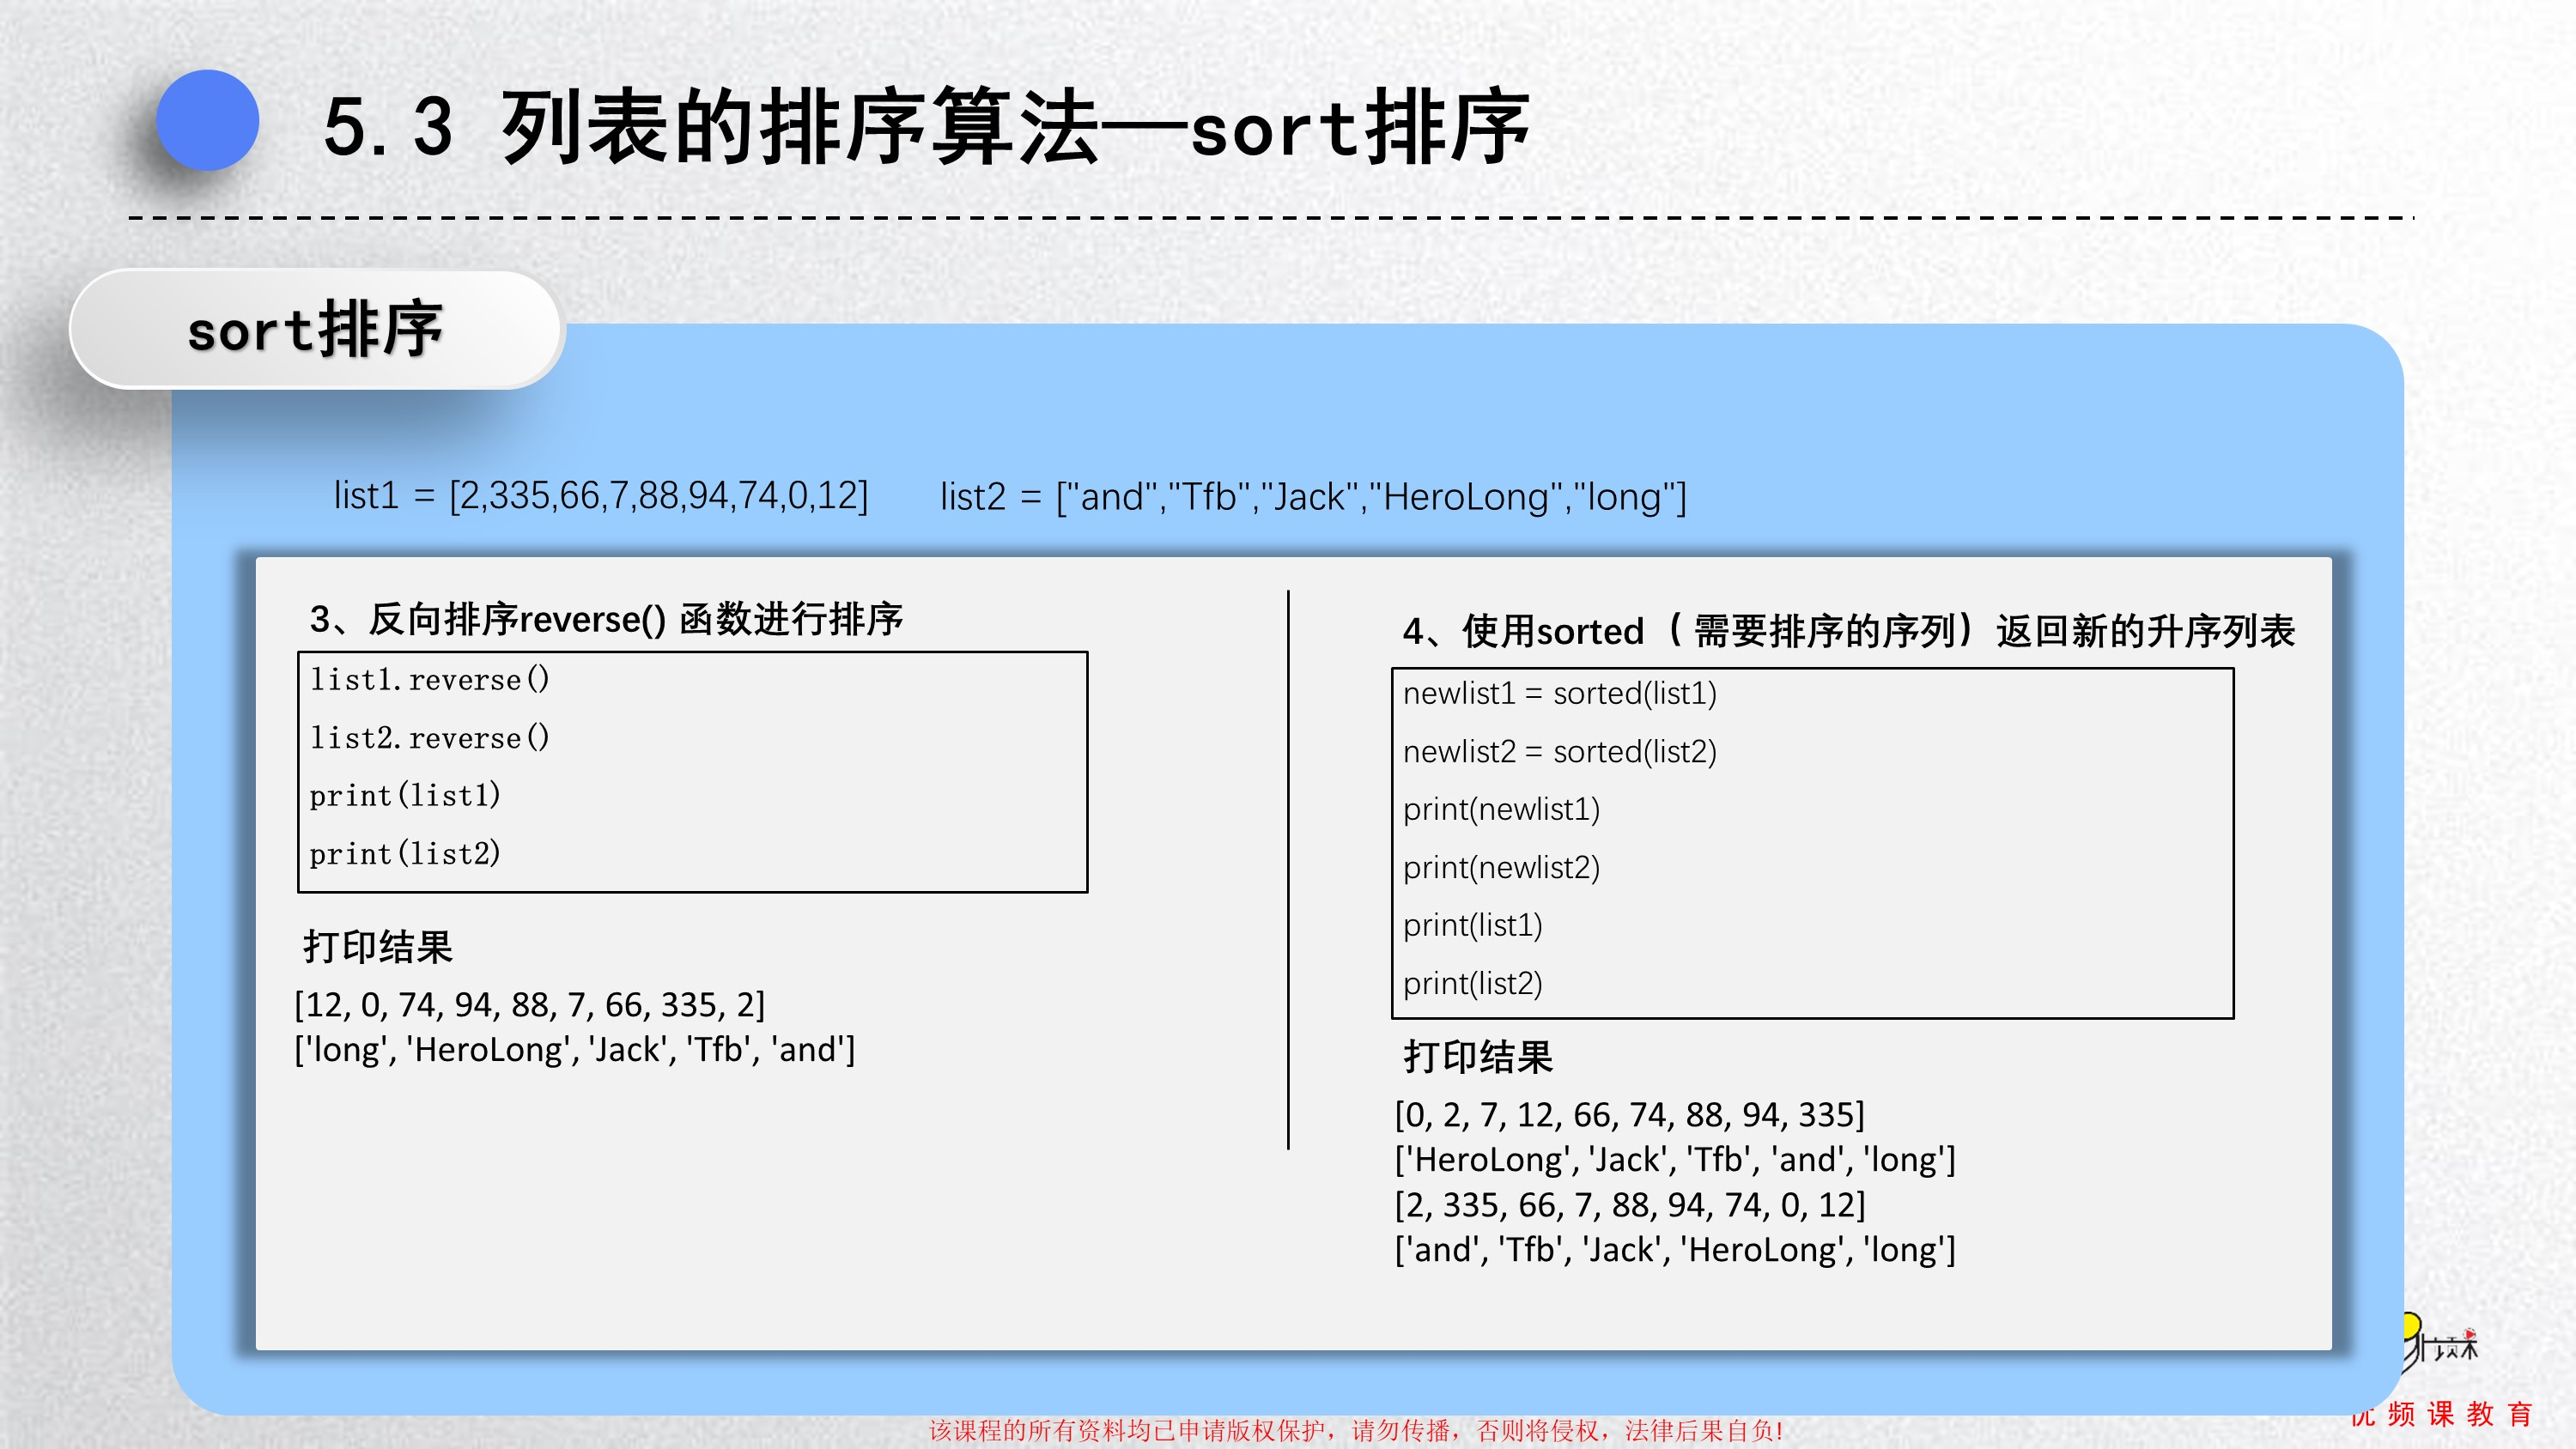 5.3 列表的排序算法—sort排序
sort排序
list1 = [2,335,66,7,88,94,74,0,12]
list2 = ["and","Tfb","Jack","HeroLong","long"]
3、反向排序reverse() 函数进行排序
list1.reverse()
list2.reverse()
print(list1)
print(list2)
打印结果
[12, 0, 74, 94, 88, 7, 66, 335, 2]
['long', 'HeroLong', 'Jack', 'Tfb', 'and']
4、使用sorted（ 需要排序的序列）返回新的升序列表
newlist1 = sorted(list1)
newlist2 = sorted(list2)
print(newlist1)
print(newlist2)
print(list1)
print(list2)
打印结果
[0, 2, 7, 12, 66, 74, 88, 94, 335]
['HeroLong', 'Jack', 'Tfb', 'and', 'long']
[2, 335, 66, 7, 88, 94, 74, 0, 12]
['and', 'Tfb', 'Jack', 'HeroLong', 'long']
优频课教育
该课程的所有资料均已申请版权保护，请勿传播，否则将侵权，法律后果自负!